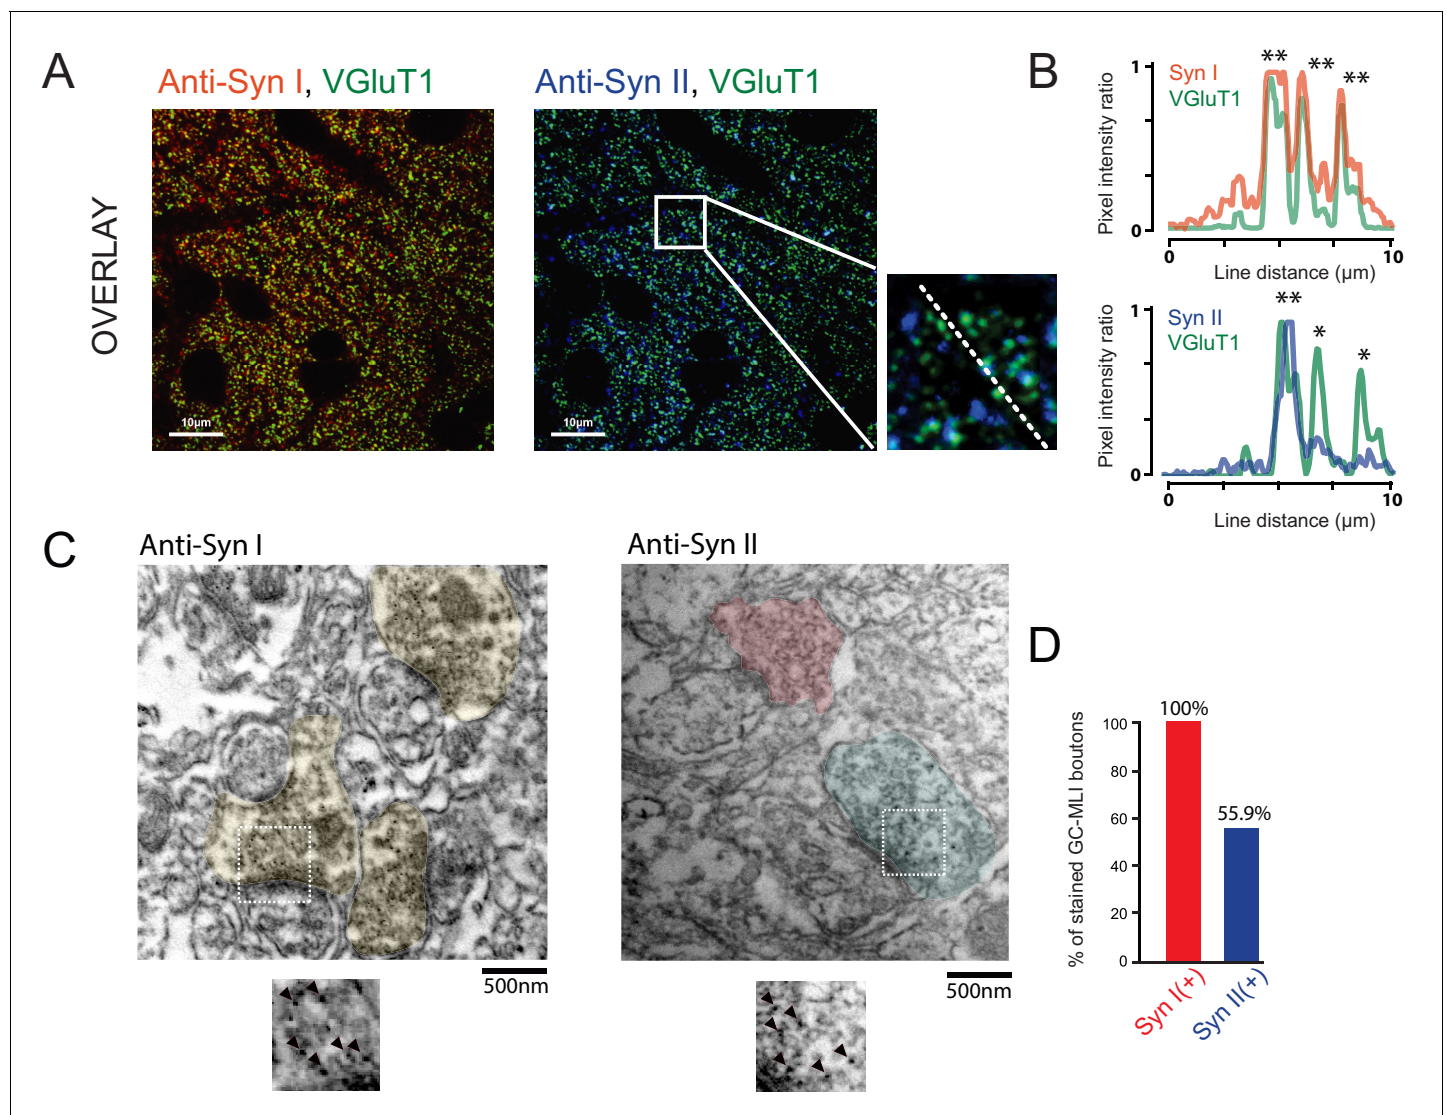 A
Anti-Syn I, VGluT1
Anti-Syn II, VGluT1
OVERLAY
10µm
10µm
B
Pixel intensity ratio
1
0
Syn I
VGluT1
**
**
**
0
10
Line distance (µm)
Pixel intensity ratio
1
0
Syn II
VGluT1
**
*
*
0
10
Line distance (µm)
C
Anti-Syn I
Anti-Syn II
500nm
500nm
D
% of stained GC-MLI boutons
100
80
60
40
20
0
100%
55.9%
Syn I(+)
Syn II(+)